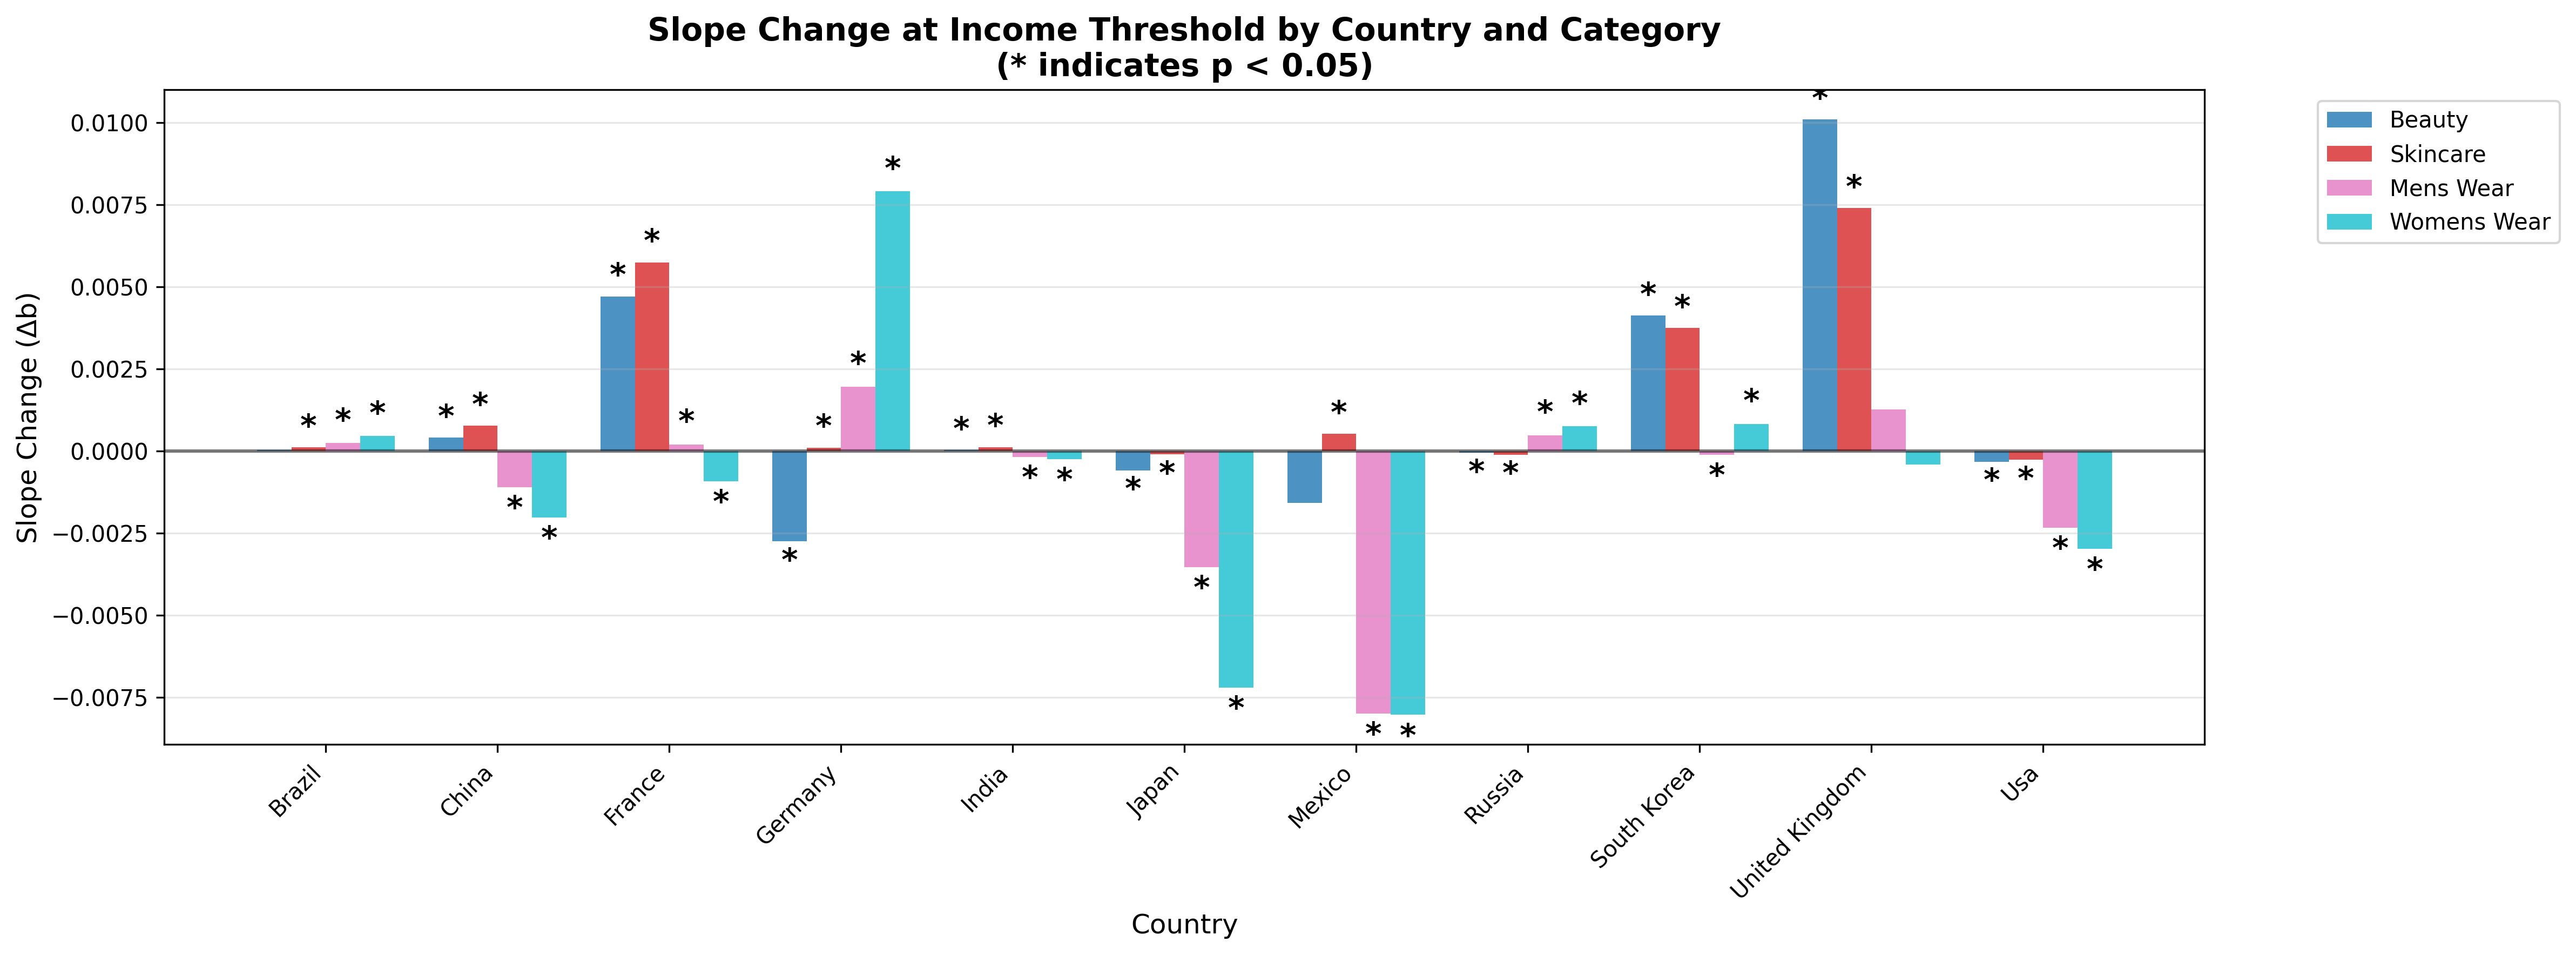 Slope Change at Income Threshold by Country and Category
(* indicates p < 0.05)
Slope Change (Δb)
0.0100
0.0075
0.0050
0.0025
0.0000
−0.0025
−0.0050
−0.0075
Beauty
Skincare
Mens Wear
Womens Wear
* * *
* * * *
* * * *
* * * *
* * * *
* * * *
* * *
* * * *
* * * *
* *
* * * *
Brazil
China
France
Germany
India
Japan
Mexico
Russia
South Korea
United Kingdom
Usa
Country